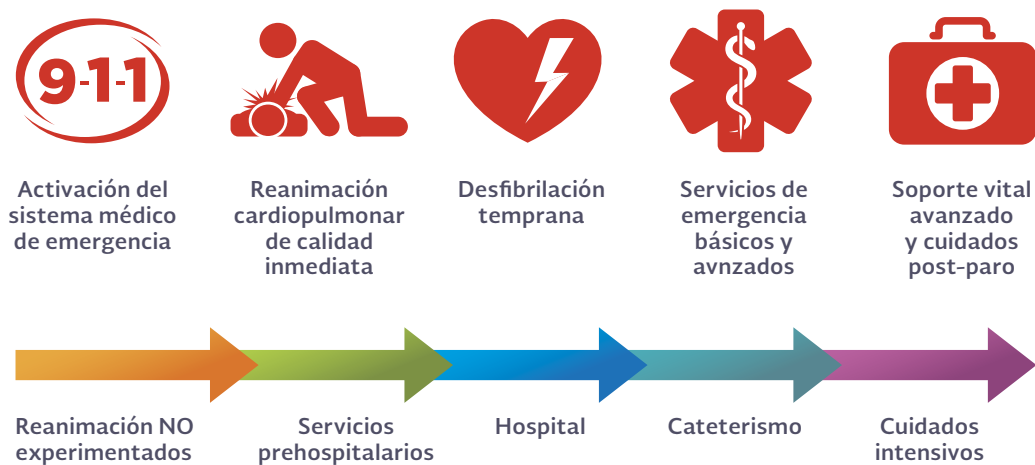 9-1-1
Activación del
sistema médico
de emergencia
Reanimación
cardiopulmonar
de calidad
inmediata
Desfibrilación
temprana
Servicios de
emergencia
básicos y
avnzados
Soporte vital
avanzado
y cuidados
post-paro
Reanimación NO
experimentados
Servicios
prehospitalarios
Hospital
Cateterismo
Cuidados
intensivos